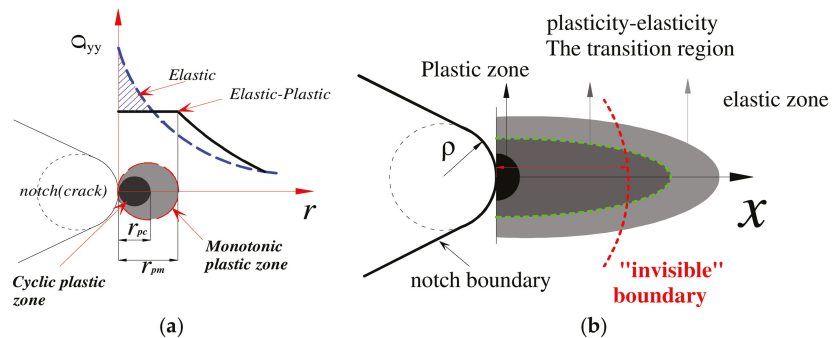 σyy
Elastic
Elastic-Plastic
notch(crack)
r
rpc
rpm
Monotonic
plastic zone
Cyclic plastic
zone
(a)
plasticity-elasticity
The transition region
Plastic zone
elastic zone
ρ
x
notch boundary
"invisible"
boundary
(b)